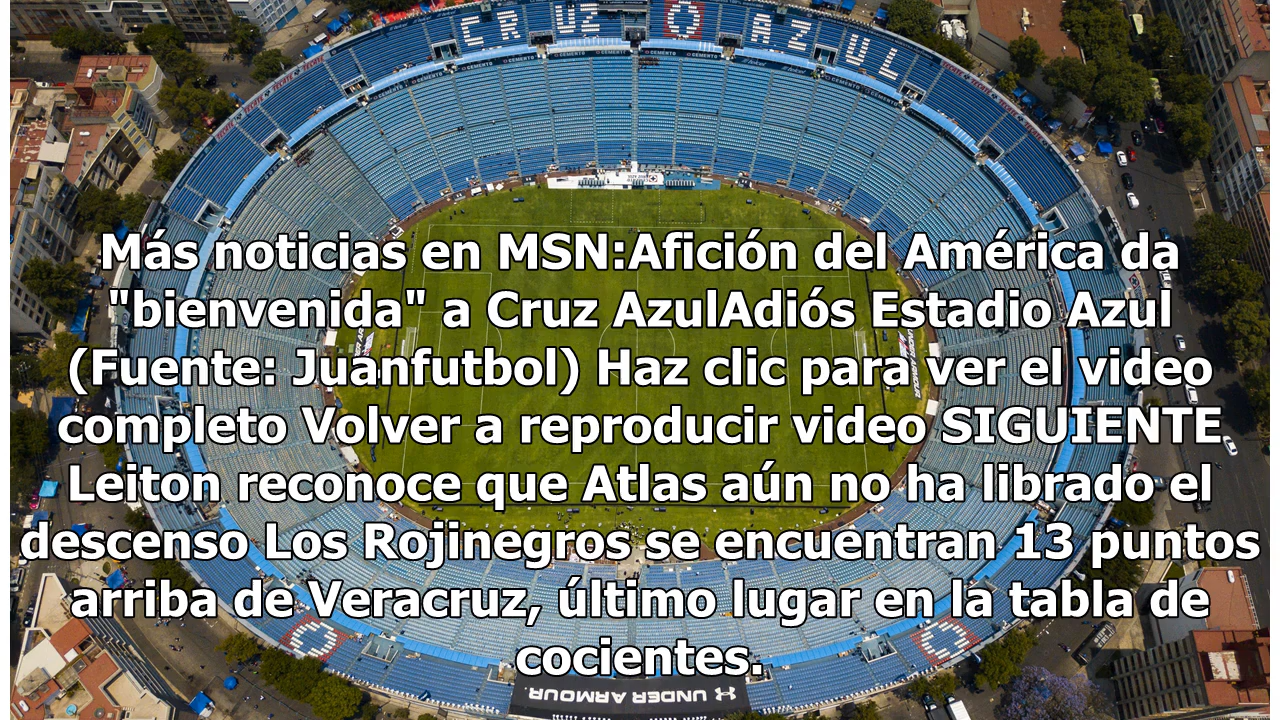 CRUZ AZUL
Más noticias en MSN:Afición del América da
"bienvenida" a Cruz AzulAdiós Estadio Azul
(Fuente: Juanfutbol) Haz clic para ver el video
completo Volver a reproducir video SIGUIENTE
Leiton reconoce que Atlas aún no ha librado el
descenso Los Rojinegros se encuentran 13 puntos
arriba de Veracruz, último lugar en la tabla de
cocientes.
UNDER ARMOUR.